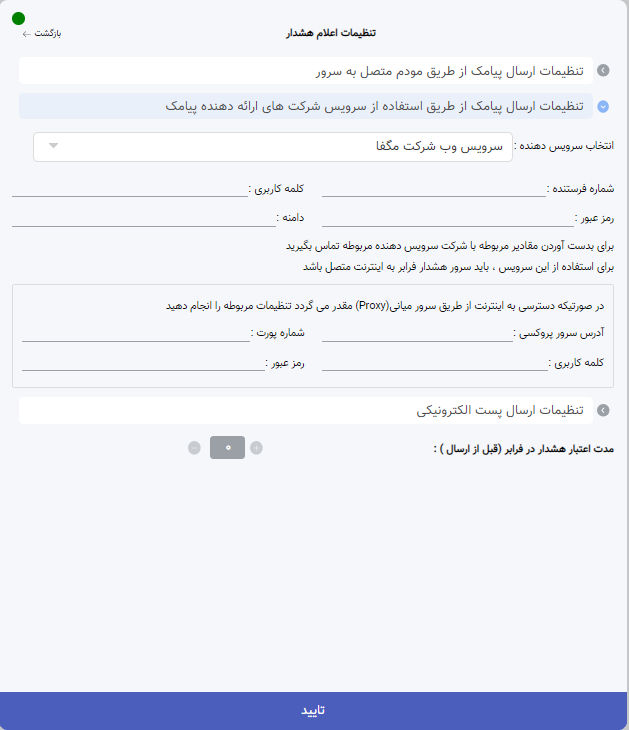 تنظیمات اعلام هشدار
بازگشت ←
تنظیمات ارسال پیامک از طریق مودم متصل به سرور
تنظیمات ارسال پیامک از طریق استفاده از سرویس شرکت های ارائه دهنده پیامک
انتخاب سرویس دهنده : سرویس وب شرکت مگفا
شماره فرستنده : کلمه کاربری :
رمز عبور : دامنه :
برای بدست آوردن مقادیر مربوطه با شرکت سرویس دهنده مربوطه تماس بگیرید
برای استفاده از این سرویس ، باید سرور هشدار فرابر به اینترنت متصل باشد
در صورتیکه دسترسی به اینترنت از طریق سرور میانی(Proxy) مقدر می گردد تنظیمات مربوطه را انجام دهید
آدرس سرور پروکسی : شماره پورت :
کلمه کاربری : رمز عبور :
تنظیمات ارسال پست الکترونیکی
مدت اعتبار هشدار در فرابر (قبل از ارسال ) : + ۰ −
تایید